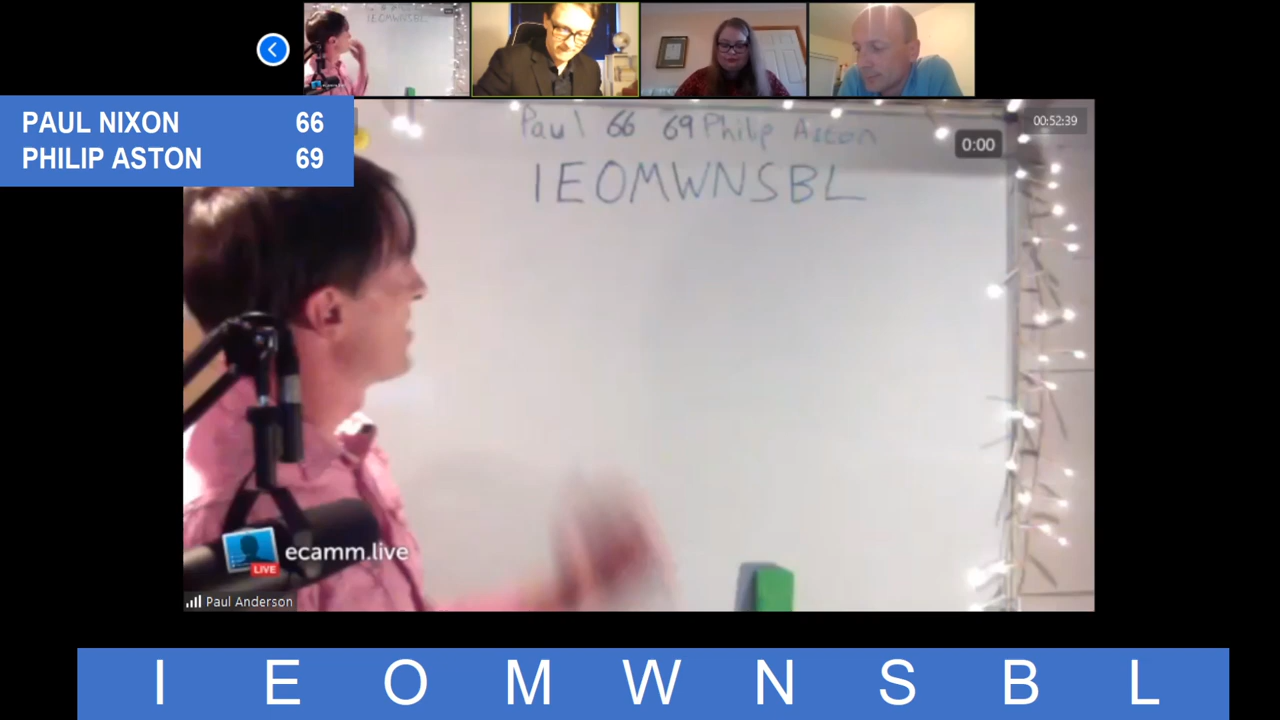 PAUL NIXON 66
PHILIP ASTON 69
Paul 66 69 Philip Aston
00:52:39
0:00
IEOMWNSBL
ecamm.live
LIVE
Paul Anderson
I E O M W N S B L